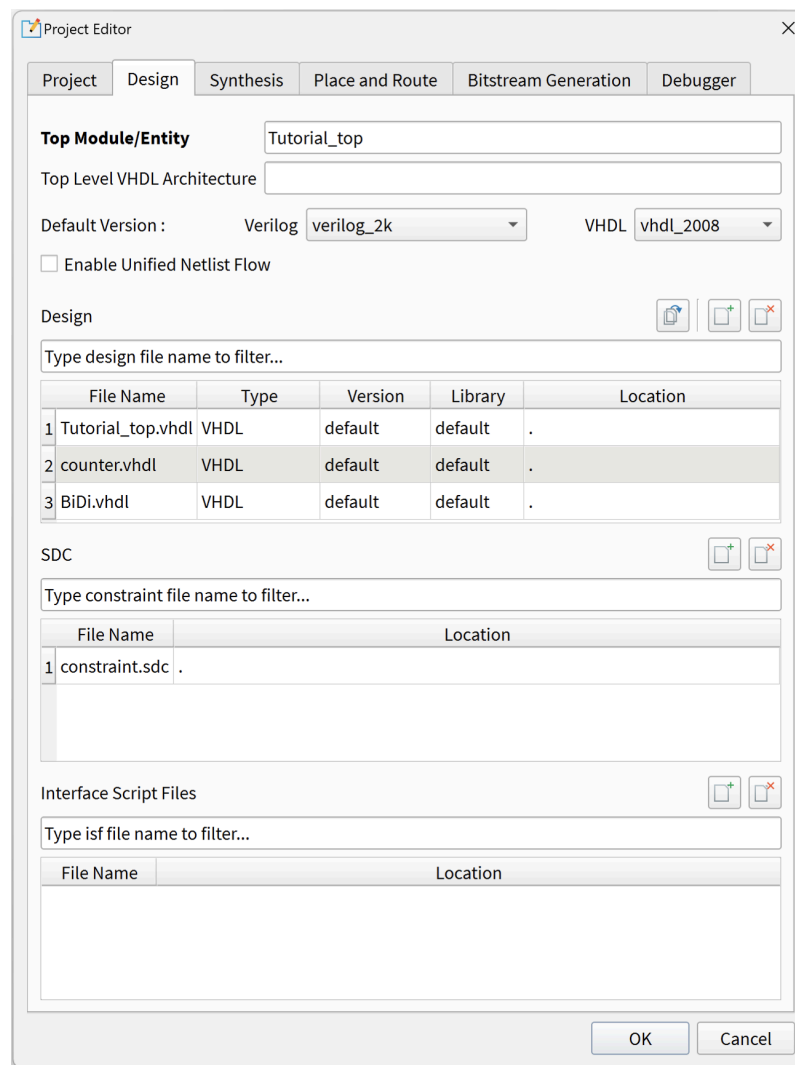 Project Editor
Project Design Synthesis Place and Route Bitstream Generation Debugger
Top Module/Entity Tutorial_top
Top Level VHDL Architecture
Default Version : Verilog verilog_2k VHDL vhdl_2008
Enable Unified Netlist Flow
Design
Type design file name to filter...
File Name Type Version Library Location
1 Tutorial_top.vhdl VHDL default default .
2 counter.vhdl VHDL default default .
3 BiDi.vhdl VHDL default default .
SDC
Type constraint file name to filter...
File Name Location
1 constraint.sdc .
Interface Script Files
Type isf file name to filter...
File Name Location
OK Cancel